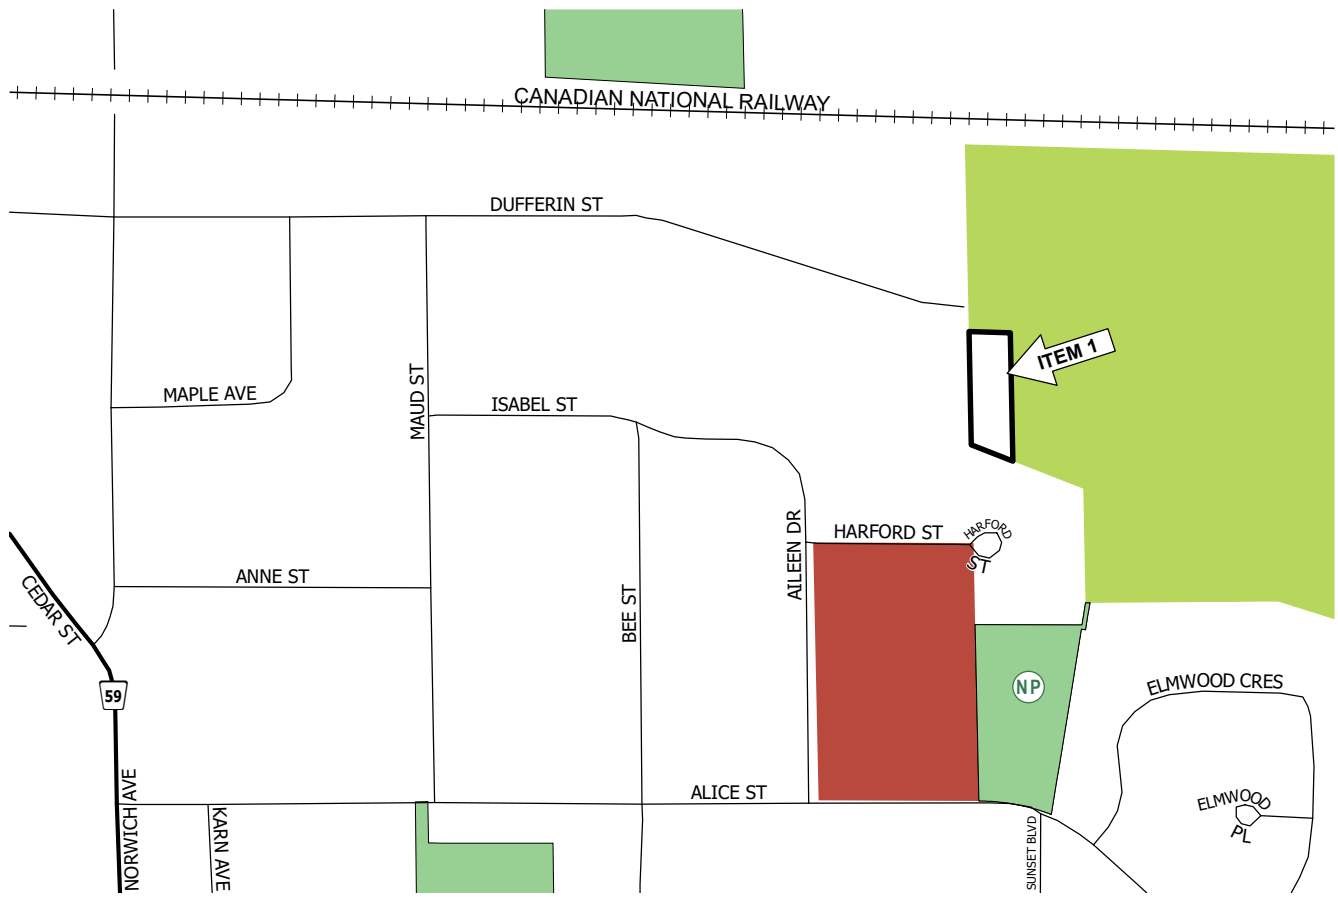 CANADIAN NATIONAL RAILWAY
DUFFERIN ST
ITEM 1
MAPLE AVE
MAUD ST
ISABEL ST
HARFORD ST
HARFORD
ST
AILEEN DR
ANNE ST
CEDAR ST
BEE ST
59
NP
ELMWOOD CRES
NORWICH AVE
KARN AVE
ALICE ST
SUNSET BLVD
ELMWOOD
PL